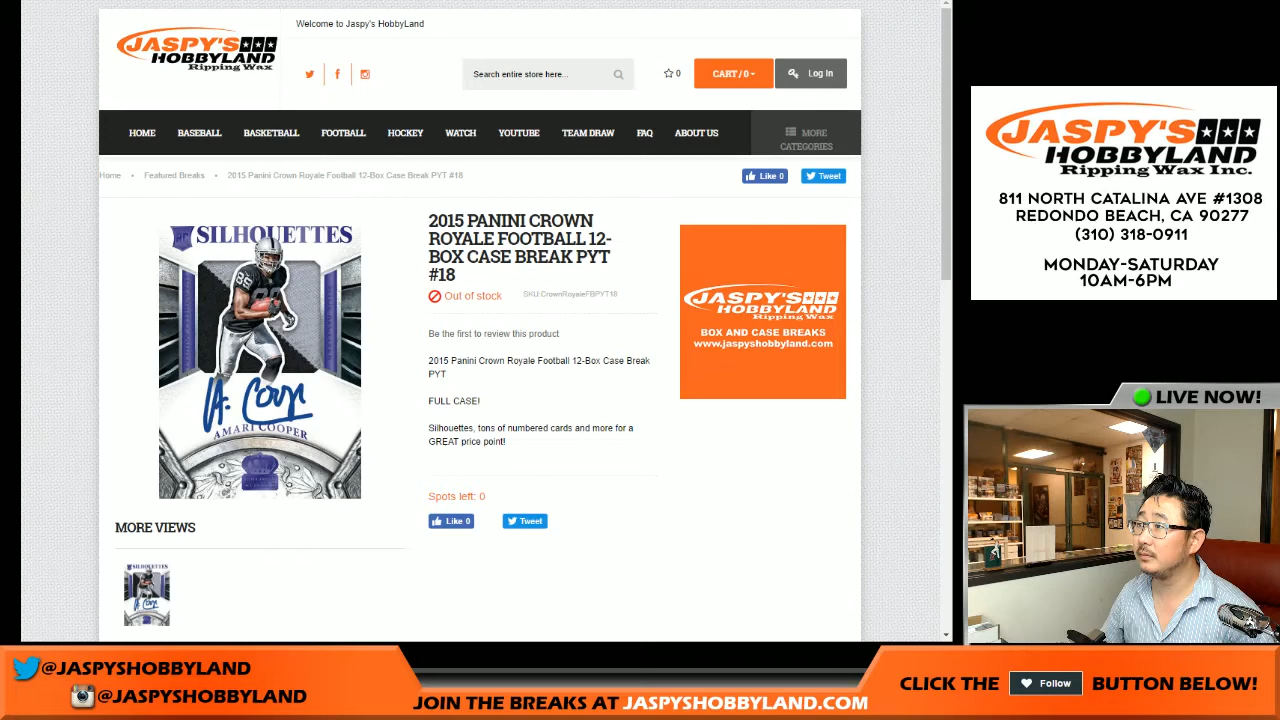 JASPY'S
HOBBYLAND
Ripping Wax
Welcome to Jaspy's HobbyLand
Search entire store here...
0
CART / 0
Log In
HOME
BASEBALL
BASKETBALL
FOOTBALL
HOCKEY
WATCH
YOUTUBE
TEAM DRAW
FAQ
ABOUT US
MORE
CATEGORIES
Home • Featured Breaks • 2015 Panini Crown Royale Football 12-Box Case Break PYT #18
Like 0
Tweet
RC SILHOUETTES
AMARI COOPER
2015 PANINI CROWN
ROYALE FOOTBALL 12-
BOX CASE BREAK PYT
#18
Out of stock
SKU:CrownRoyaleFBPYT18
Be the first to review this product
2015 Panini Crown Royale Football 12-Box Case Break
PYT
FULL CASE!
Silhouettes, tons of numbered cards and more for a
GREAT price point!
Spots left: 0
Like 0
Tweet
JASPY'S
HOBBYLAND
Ripping Wax
BOX AND CASE BREAKS
www.jaspyshobbyland.com
MORE VIEWS
SILHOUETTES
JASPY'S
HOBBYLAND
Ripping Wax Inc.
811 NORTH CATALINA AVE #1308
REDONDO BEACH, CA 90277
(310) 318-0911
MONDAY-SATURDAY
10AM-6PM
LIVE NOW!
@JASPYSHOBBYLAND
@JASPYSHOBBYLAND
JOIN THE BREAKS AT JASPYSHOBBYLAND.COM
CLICK THE Follow BUTTON BELOW!